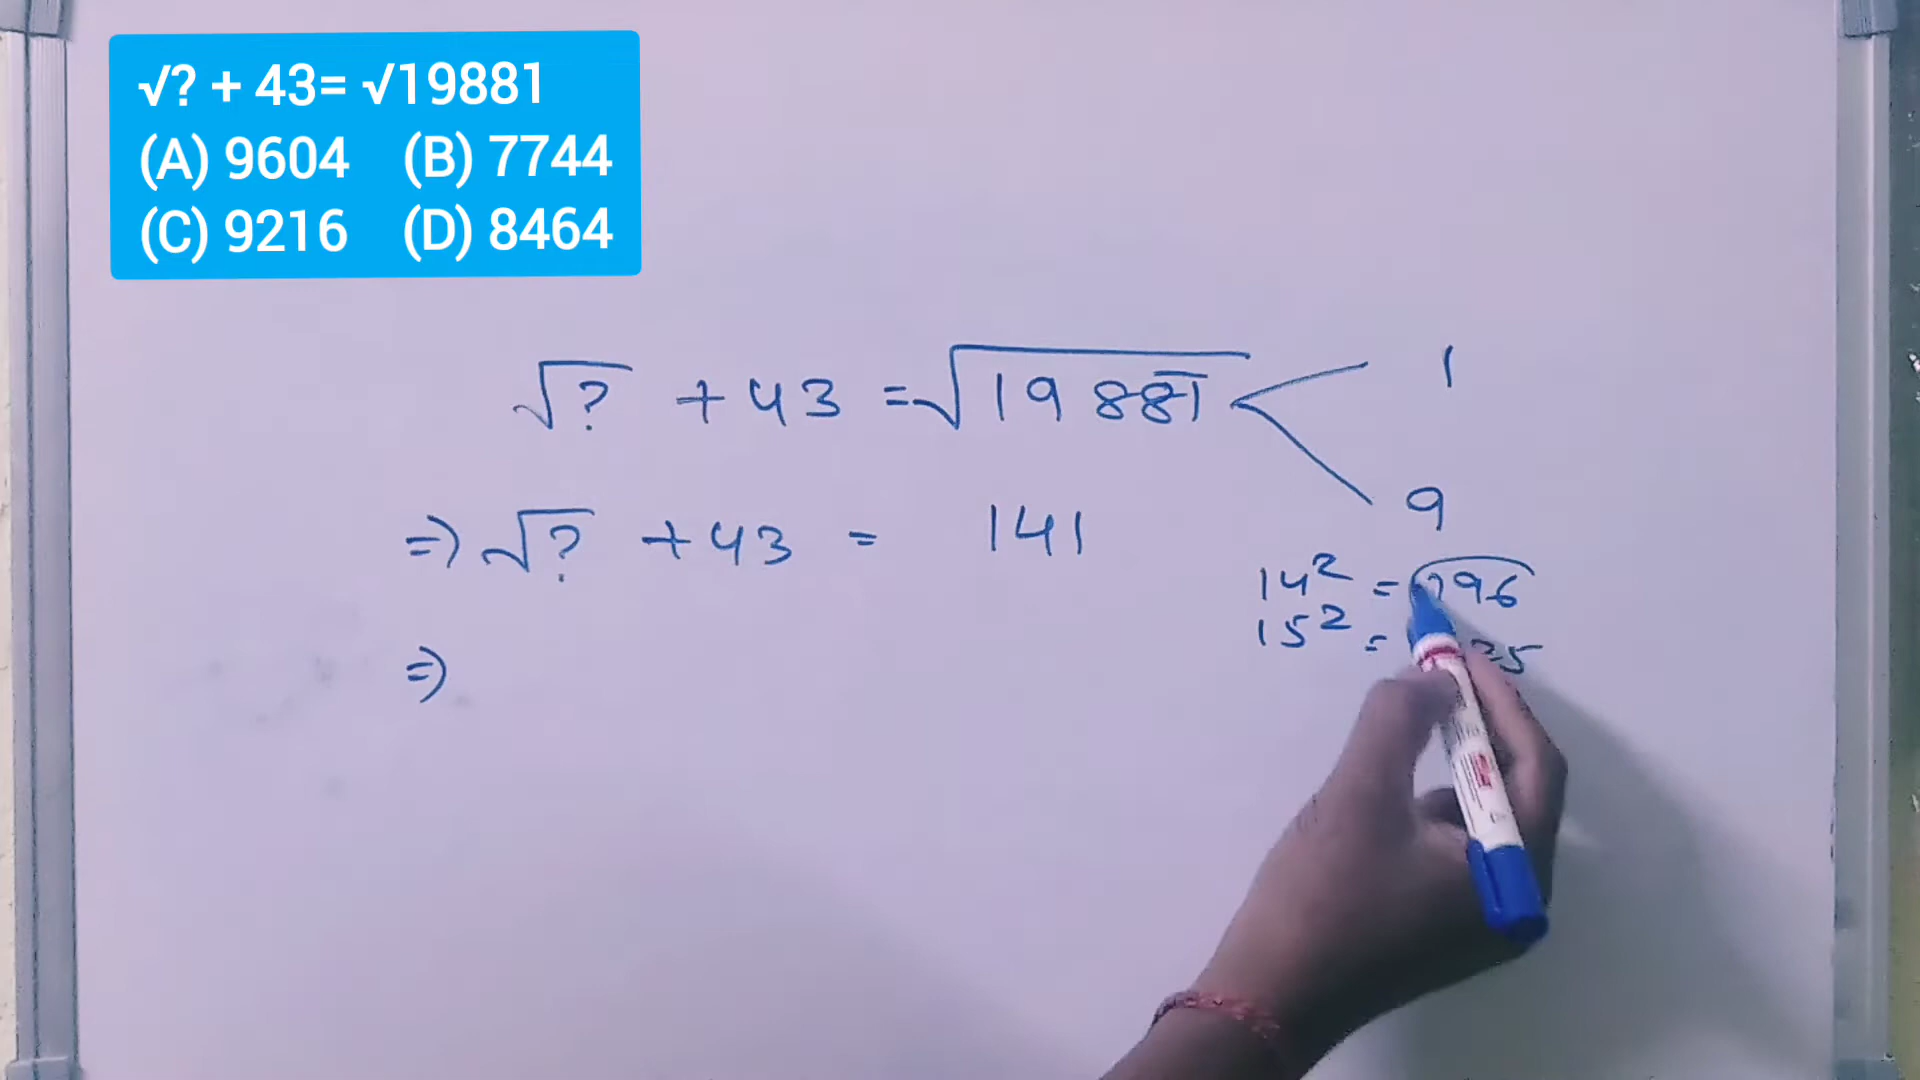 √? + 43= √19881
(A) 9604 (B) 7744
(C) 9216 (D) 8464
√? + 43 = √19881
1
9
⇒ √? + 43 = 141
14² = 196
15² =
⇒